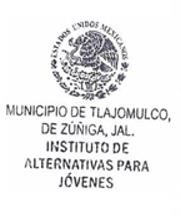 ESTADOS UNIDOS MEXICANOS
MUNICIPIO DE TLAJOMULCO,
DE ZÚÑIGA, JAL.
INSTITUTO DE
ALTERNATIVAS PARA
JÓVENES